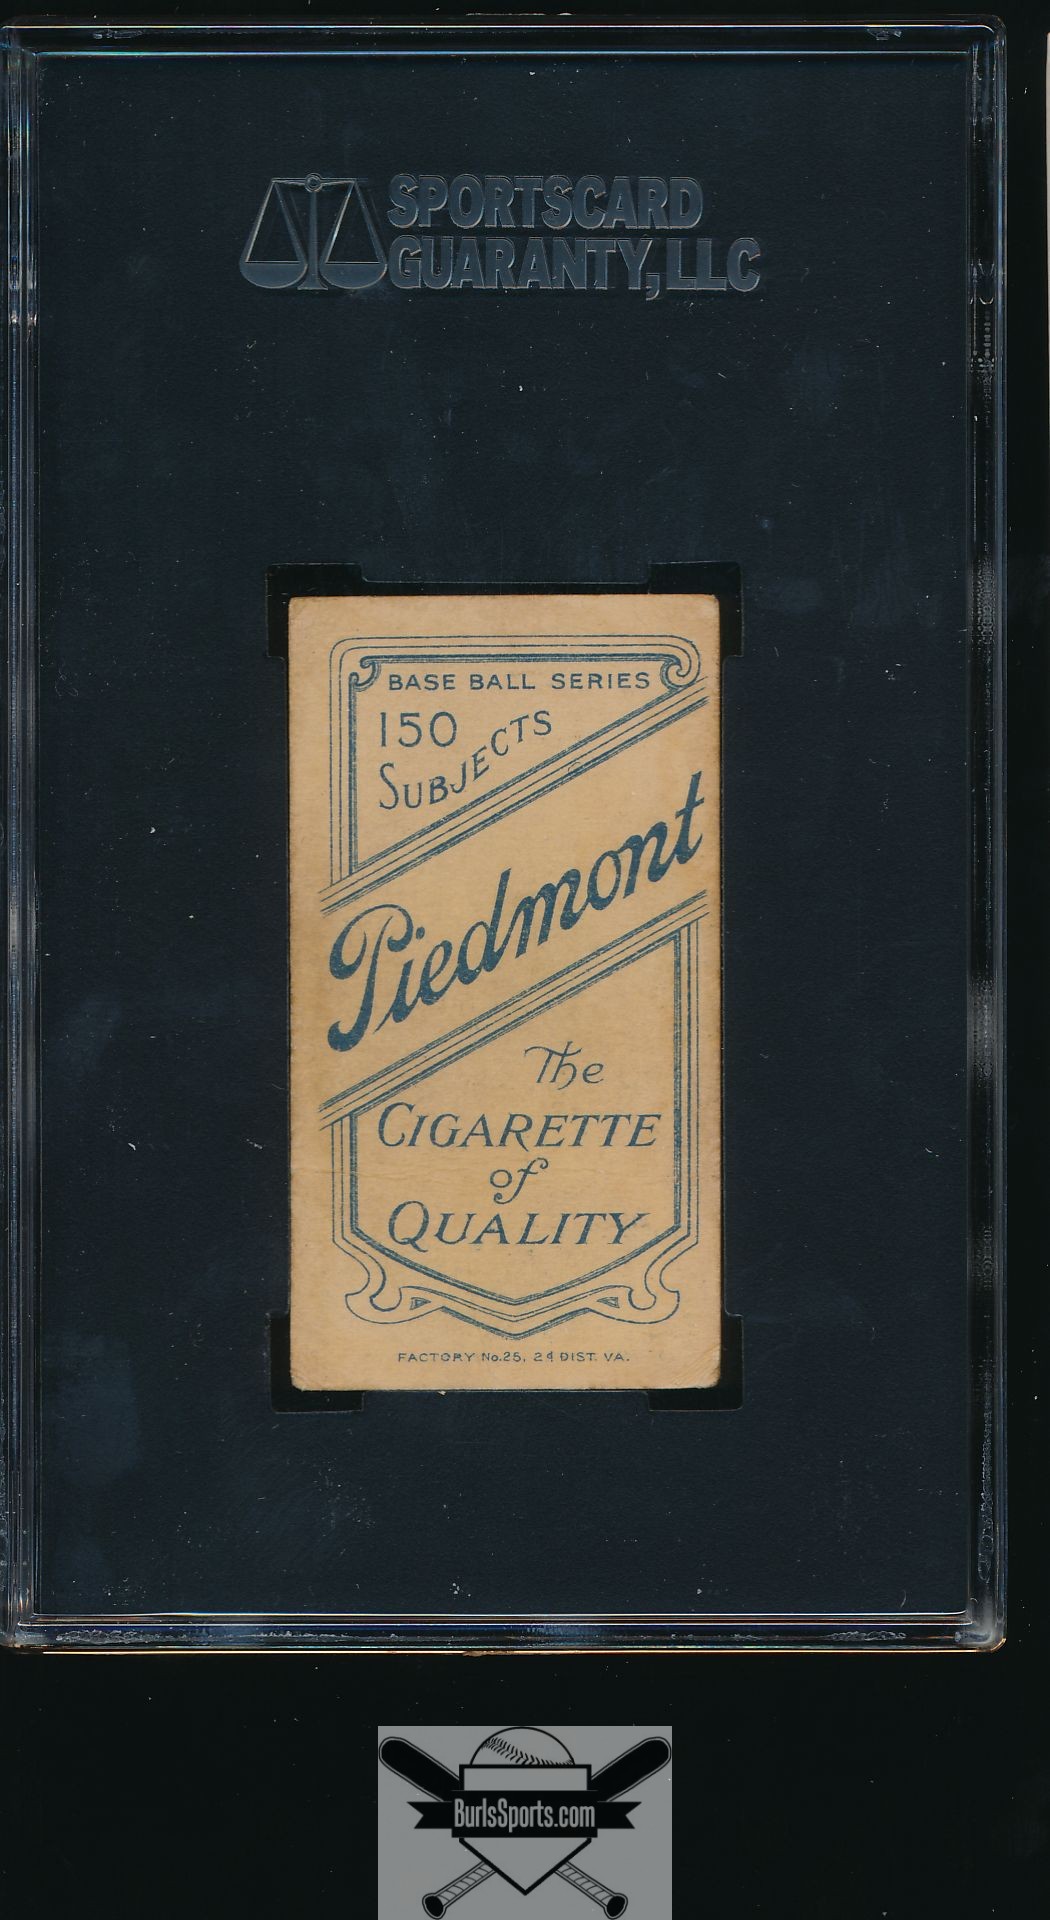 SPORTSCARD
GUARANTY, LLC
BASE BALL SERIES
150
SUBJECTS
Piedmont
The
CIGARETTE
of
QUALITY
FACTORY No.25, 2d DIST. VA.
BurlsSports.com